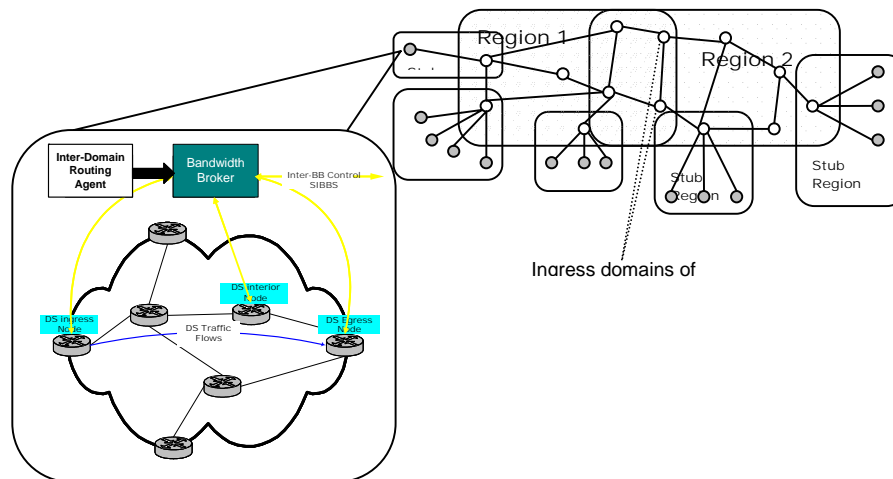 Region 1
Region 2
Stub
Region
Stub
Region
Ingress domains of
Inter-Domain
Routing
Agent
Bandwidth
Broker
Inter-BB Control
SIBBS
DS Interior
Node
DS Ingress
Node
DS Egress
Node
DS Traffic
Flows